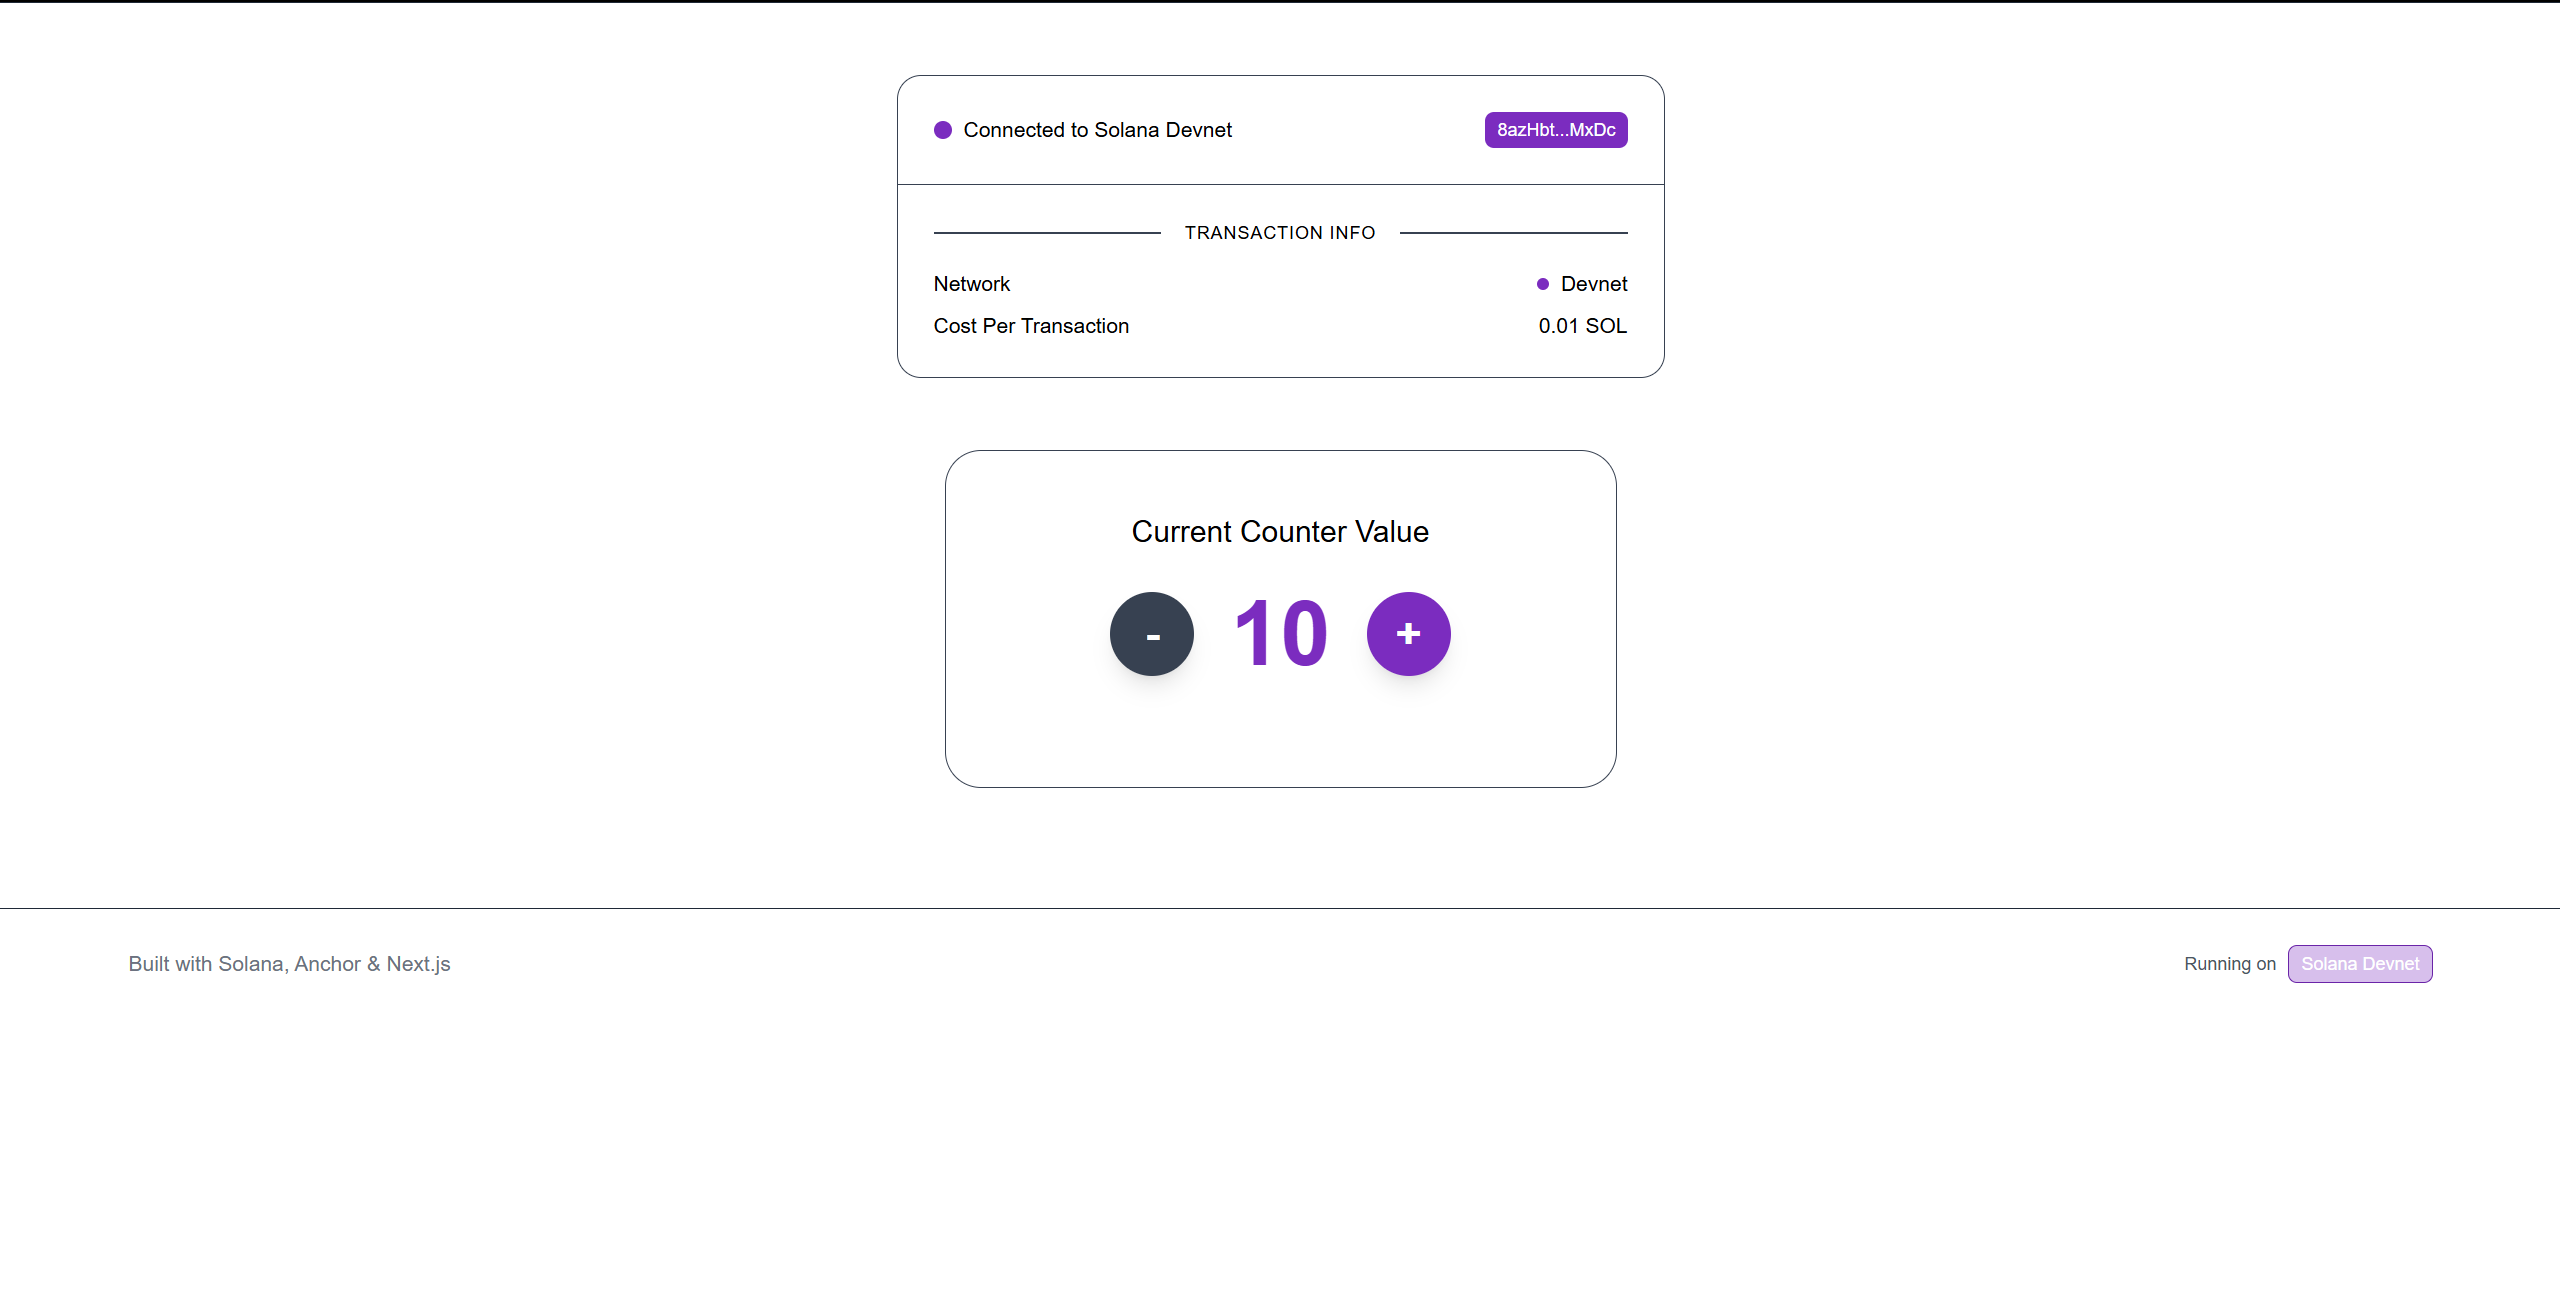 Connected to Solana Devnet 8azHbt...MxDc
TRANSACTION INFO
Network Devnet
Cost Per Transaction 0.01 SOL
Current Counter Value
- 10 +
Built with Solana, Anchor & Next.js Running on Solana Devnet